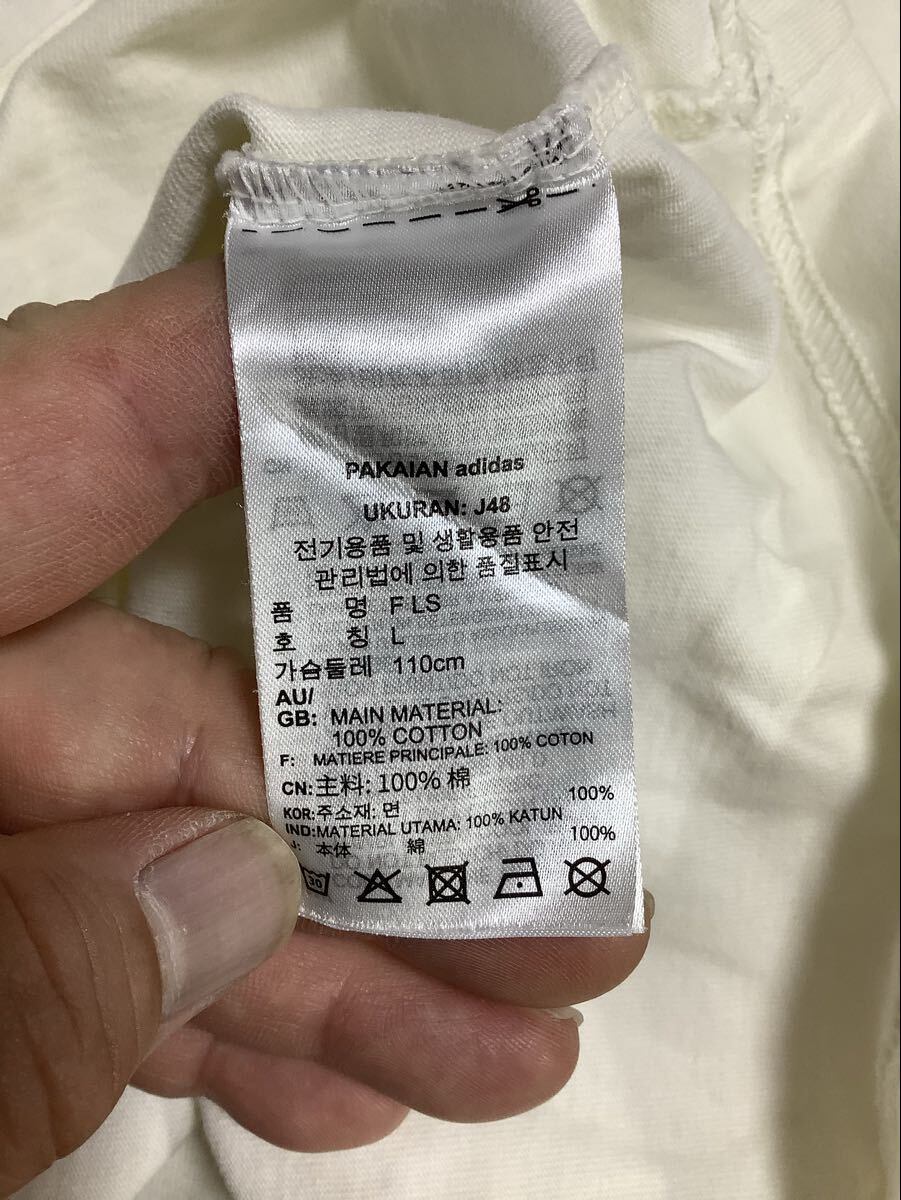 PAKAIAN adidas
UKURAN: J48
전기용품 및 생활용품 안전
관리법에 의한 품질표시
품 명 F LS
호 칭 L
가슴둘레 110cm
AU/
GB: MAIN MATERIAL:
100% COTTON
F: MATIERE PRINCIPALE: 100% COTON
CN: 主料: 100% 棉
KOR: 주소재: 면 100%
IND: MATERIAL UTAMA: 100% KATUN
J: 本体 綿 100%
30